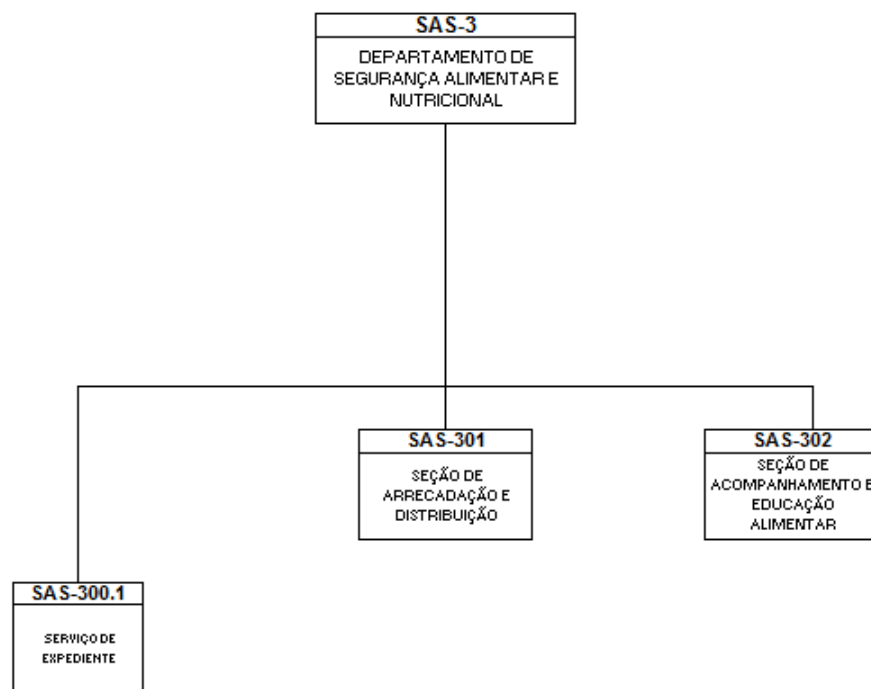 SAS-3
DEPARTAMENTO DE
SEGURANÇA ALIMENTAR E
NUTRICIONAL
SAS-301
SEÇÃO DE
ARRECADAÇÃO E
DISTRIBUIÇÃO
SAS-302
SEÇÃO DE
ACOMPANHAMENTO E
EDUCAÇÃO
ALIMENTAR
SAS-300.1
SERVIÇO DE
EXPEDIENTE